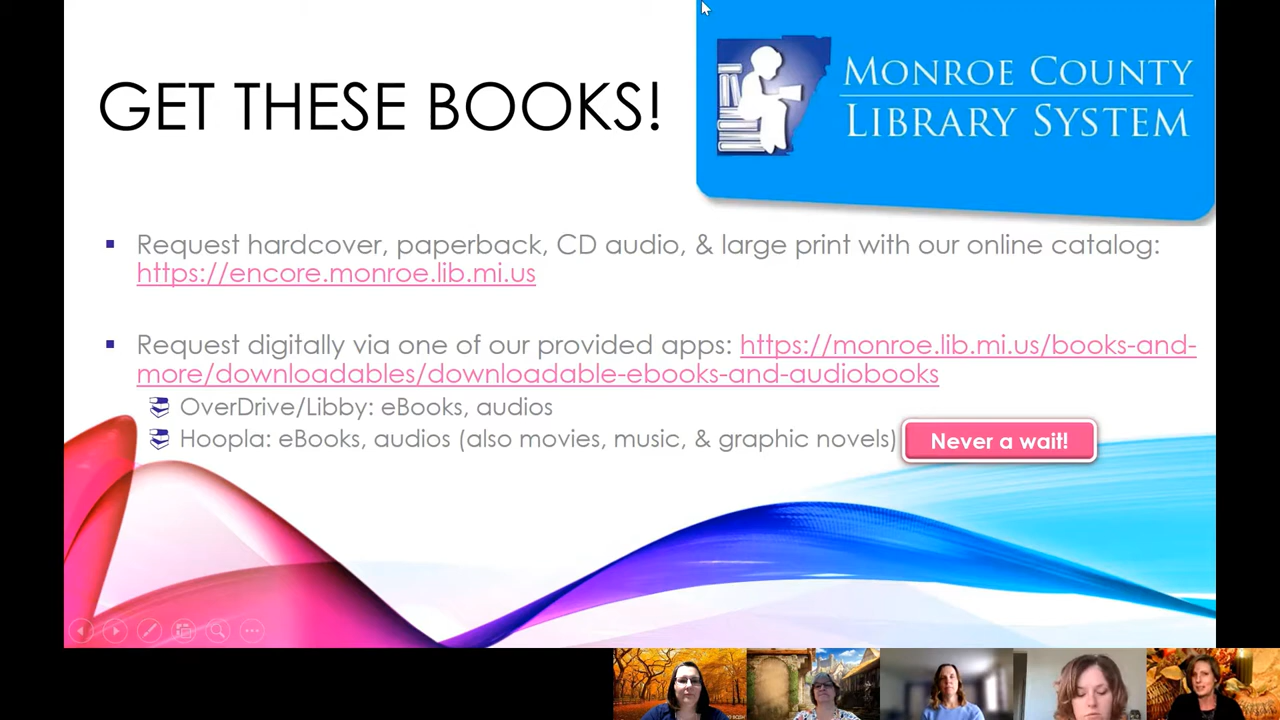 GET THESE BOOKS!
MONROE COUNTY
LIBRARY SYSTEM
Request hardcover, paperback, CD audio, & large print with our online catalog:
https://encore.monroe.lib.mi.us
Request digitally via one of our provided apps: https://monroe.lib.mi.us/books-and-
more/downloadables/downloadable-ebooks-and-audiobooks
OverDrive/Libby: eBooks, audios
Hoopla: eBooks, audios (also movies, music, & graphic novels)
Never a wait!